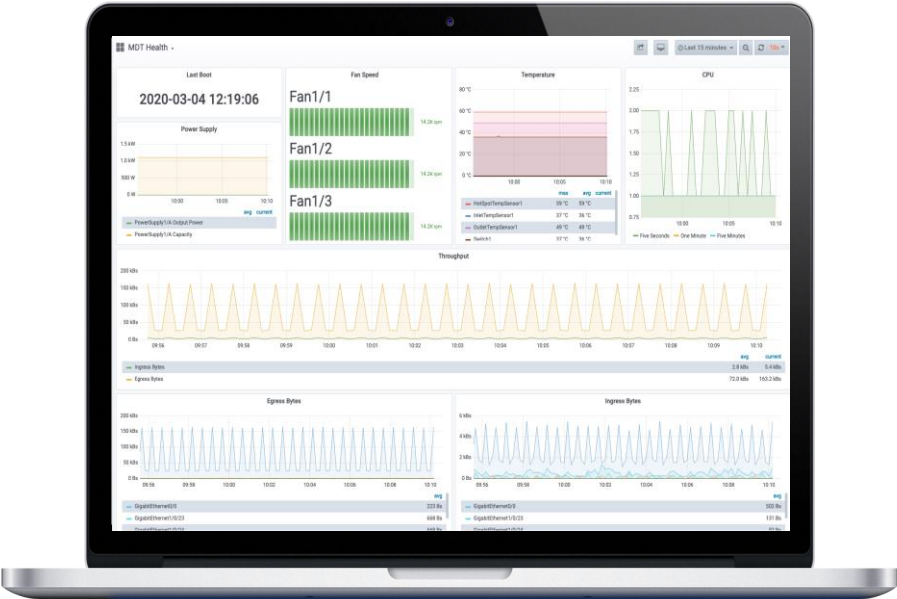 MDT Health
Last 15 minutes
10s
Last Boot
2020-03-04 12:19:06
Power Supply
1.5 kW
1.0 kW
500 W
0 W
10:00 10:05 10:10
avg current
PowerSupply1/A Output Power
PowerSupply1/A Capacity
Fan Speed
Fan1/1
14.2k rpm
Fan1/2
14.2k rpm
Fan1/3
14.2k rpm
Temperature
80 °C
60 °C
40 °C
20 °C
0 °C
10:00 10:05 10:10
max avg current
HotSpotTempSensor1 59 °C 59 °C
InletTempSensor1 37 °C 36 °C
OutletTempSensor1 49 °C 49 °C
Switch1 37 °C 36 °C
CPU
2.25
2.00
1.75
1.50
1.25
1.00
0.75
10:00 10:05 10:10
Five Seconds One Minute Five Minutes
Throughput
200 kBs
150 kBs
100 kBs
50 kBs
0 Bs
09:56 09:57 09:58 09:59 10:00 10:01 10:02 10:03 10:04 10:05 10:06 10:07 10:08 10:09 10:10
avg current
Ingress Bytes 2.8 kBs 5.4 kBs
Egress Bytes 72.0 kBs 163.2 kBs
Egress Bytes
200 kBs
150 kBs
100 kBs
50 kBs
0 Bs
09:56 09:58 10:00 10:02 10:04 10:06 10:08 10:10
avg
GigabitEthernet0/0 223 Bs
GigabitEthernet1/0/23 668 Bs
GigabitEthernet1/0/24
Ingress Bytes
6 kBs
4 kBs
2 kBs
0 Bs
09:56 09:58 10:00 10:02 10:04 10:06 10:08 10:10
avg
GigabitEthernet0/0 502 Bs
GigabitEthernet1/0/23 131 Bs
GigabitEthernet1/0/24